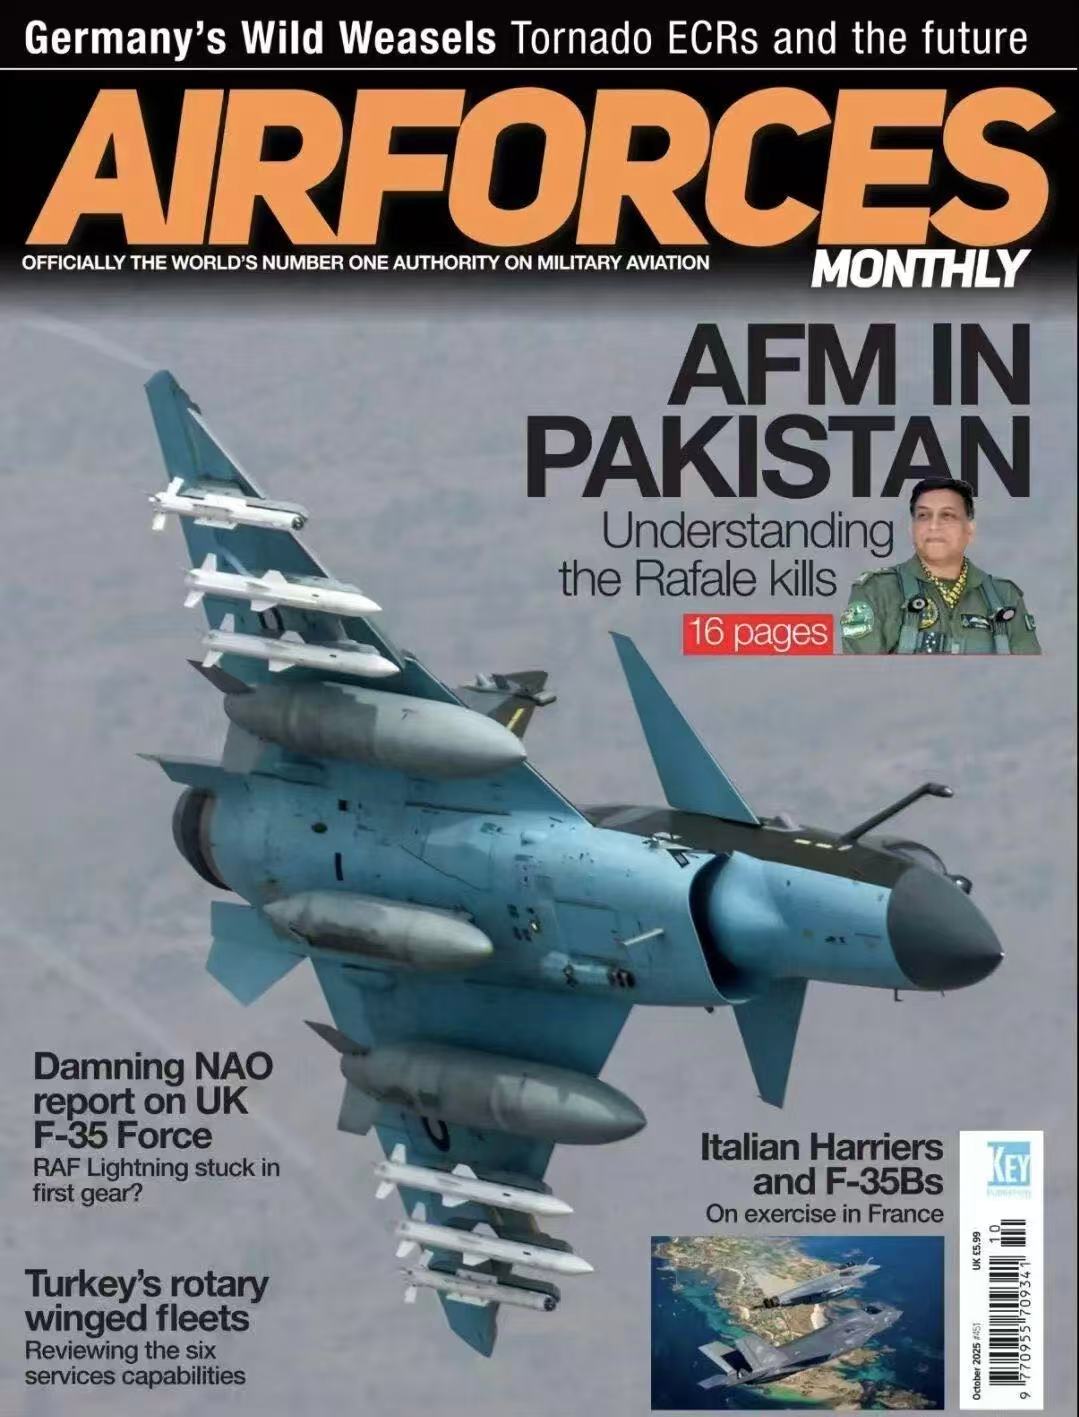 Germany's Wild Weasels Tornado ECRs and the future
AIRFORCES
OFFICIALLY THE WORLD'S NUMBER ONE AUTHORITY ON MILITARY AVIATION
MONTHLY
AFM IN
PAKISTAN
Understanding
the Rafale kills
16 pages
Damning NAO
report on UK
F-35 Force
RAF Lightning stuck in
first gear?
Turkey's rotary
winged fleets
Reviewing the six
services capabilities
Italian Harriers
and F-35Bs
On exercise in France
KEY
PUBLISHING
October 2025 #451
UK £5.99
9 770955 709341
10